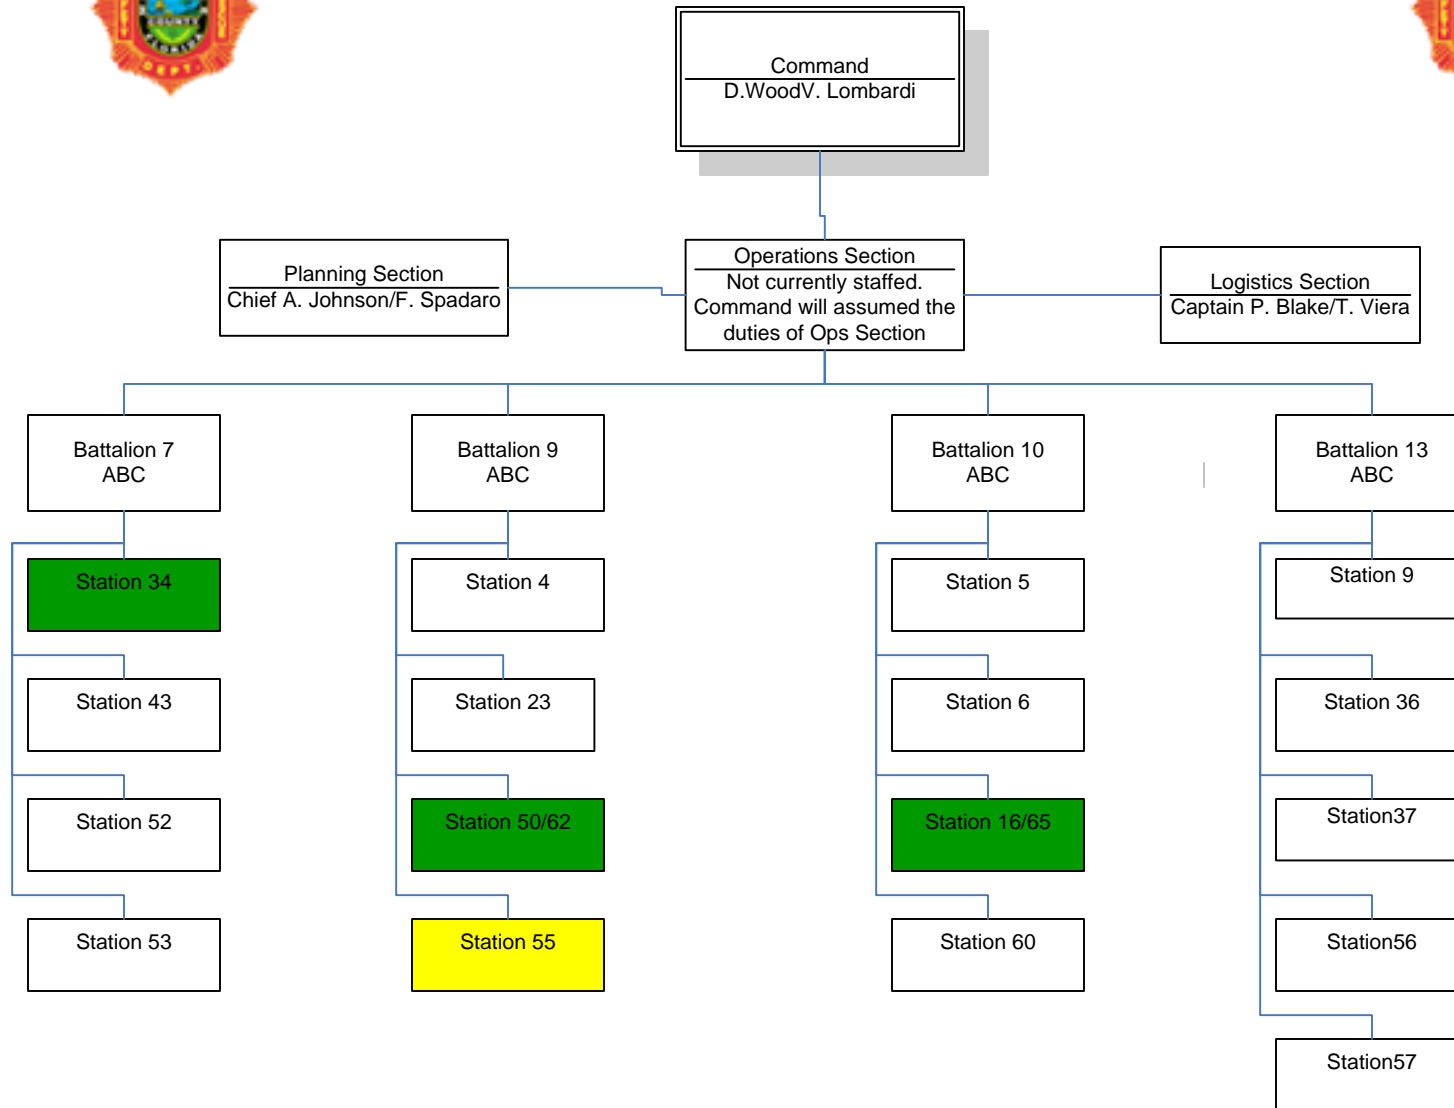 COUNTY
FLORIDA
DEPT.
Command
D.WoodV. Lombardi
Planning Section
Chief A. Johnson/F. Spadaro
Operations Section
Not currently staffed.
Command will assumed the
duties of Ops Section
Logistics Section
Captain P. Blake/T. Viera
Battalion 7
ABC
Battalion 9
ABC
Battalion 10
ABC
Battalion 13
ABC
Station 34
Station 4
Station 5
Station 9
Station 43
Station 23
Station 6
Station 36
Station 52
Station 50/62
Station 16/65
Station37
Station 53
Station 55
Station 60
Station56
Station57